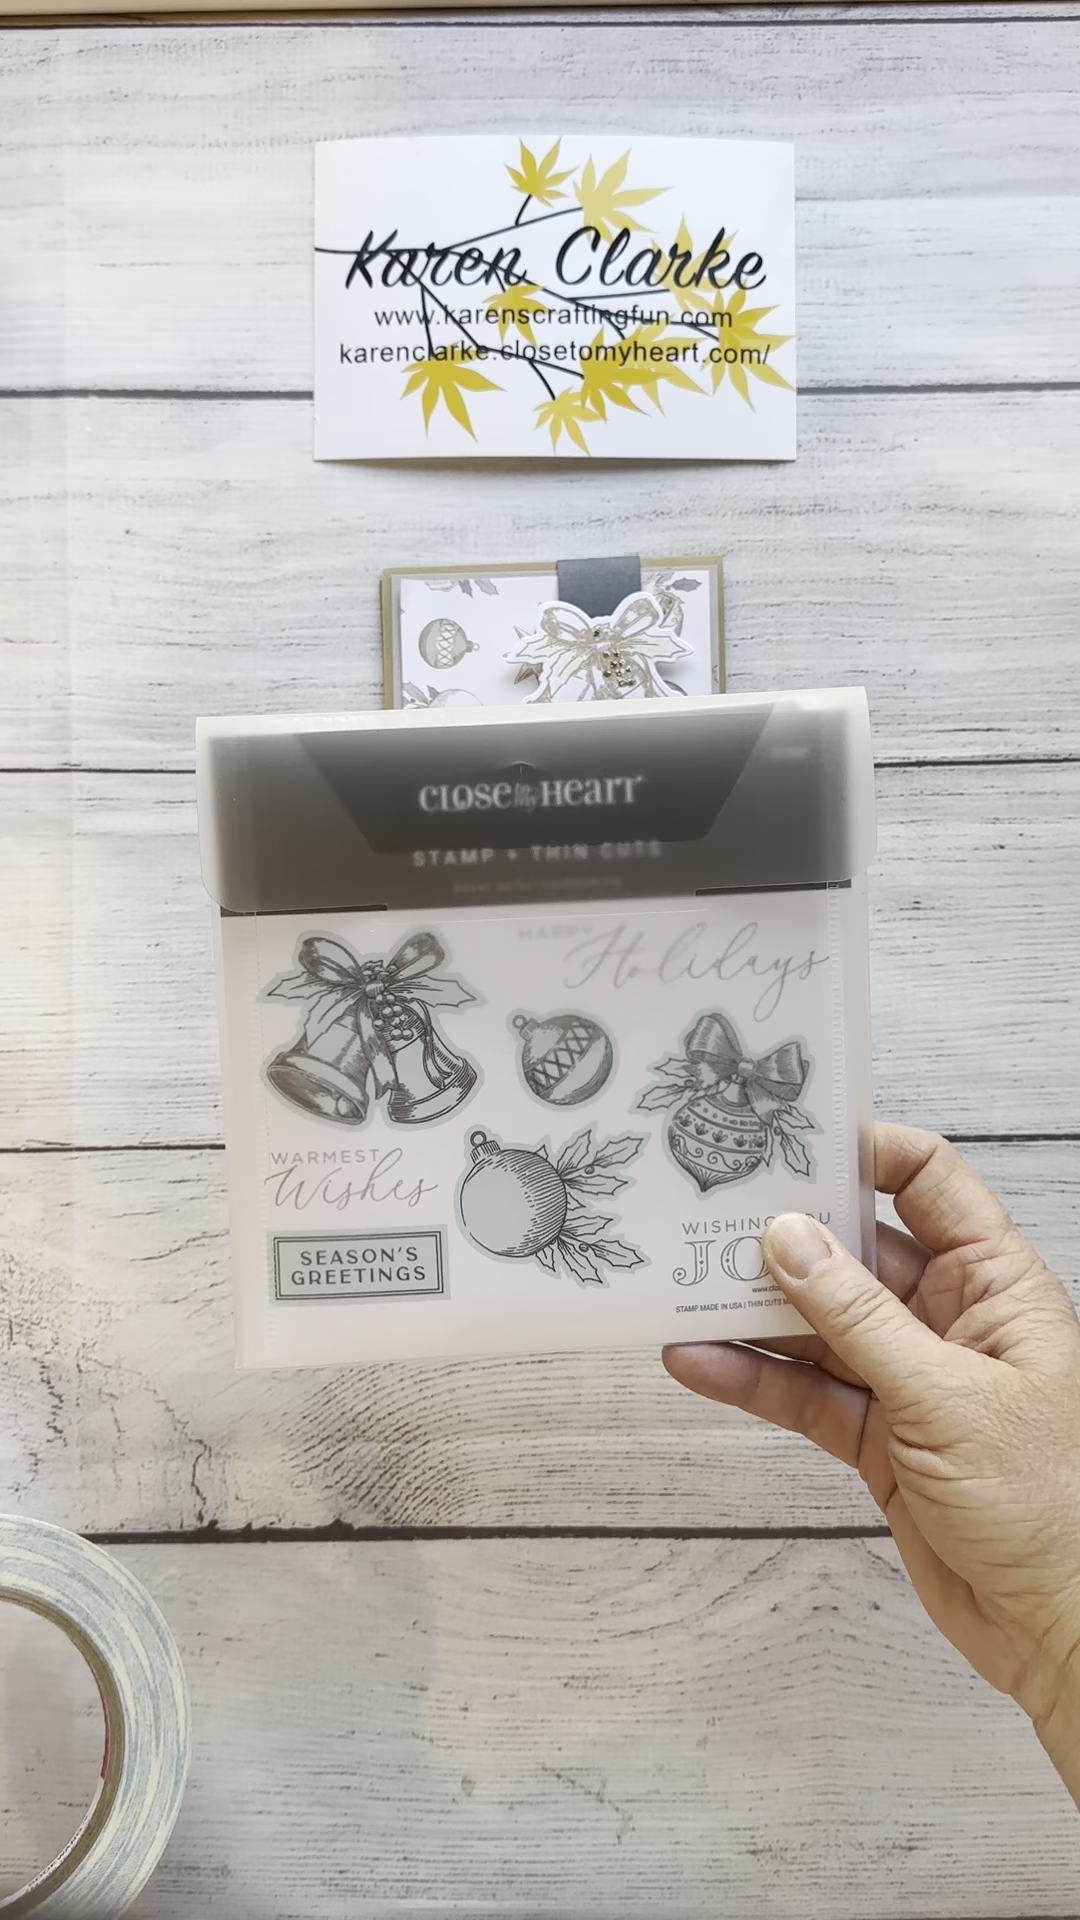 Karen Clarke
www.karenscraftingfun.com
karenclarke.closetomyheart.com/
CLOSE to my HEART
STAMP + THIN CUTS
HAPPY
Holidays
WARMEST
Wishes
SEASON'S
GREETINGS
WISHING
STAMP MADE IN USA | THIN CUTS